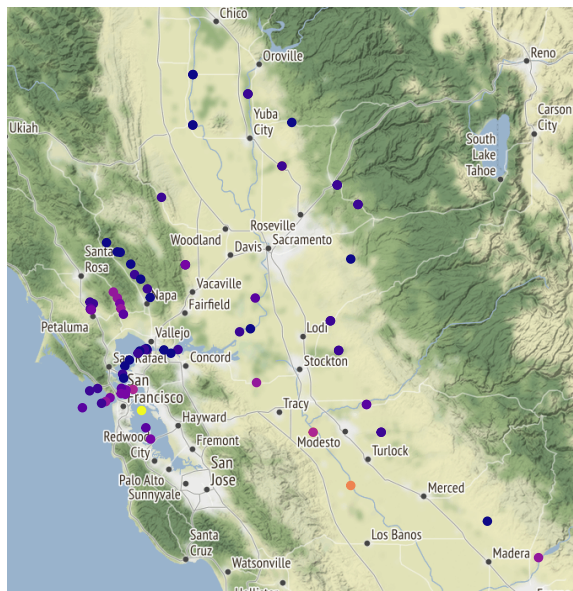 Chico
Oroville
Reno
Carson
City
Ukiah
Yuba
City
South
Lake
Tahoe
Roseville
Woodland
Sacramento
Davis
Santa
Rosa
Vacaville
Napa
Fairfield
Petaluma
Vallejo
Lodi
San Rafael
Concord
Stockton
San
Francisco
Tracy
Hayward
Modesto
Redwood
City
Fremont
Turlock
San
Jose
Palo Alto
Sunnyvale
Merced
Los Banos
Santa
Cruz
Madera
Watsonville